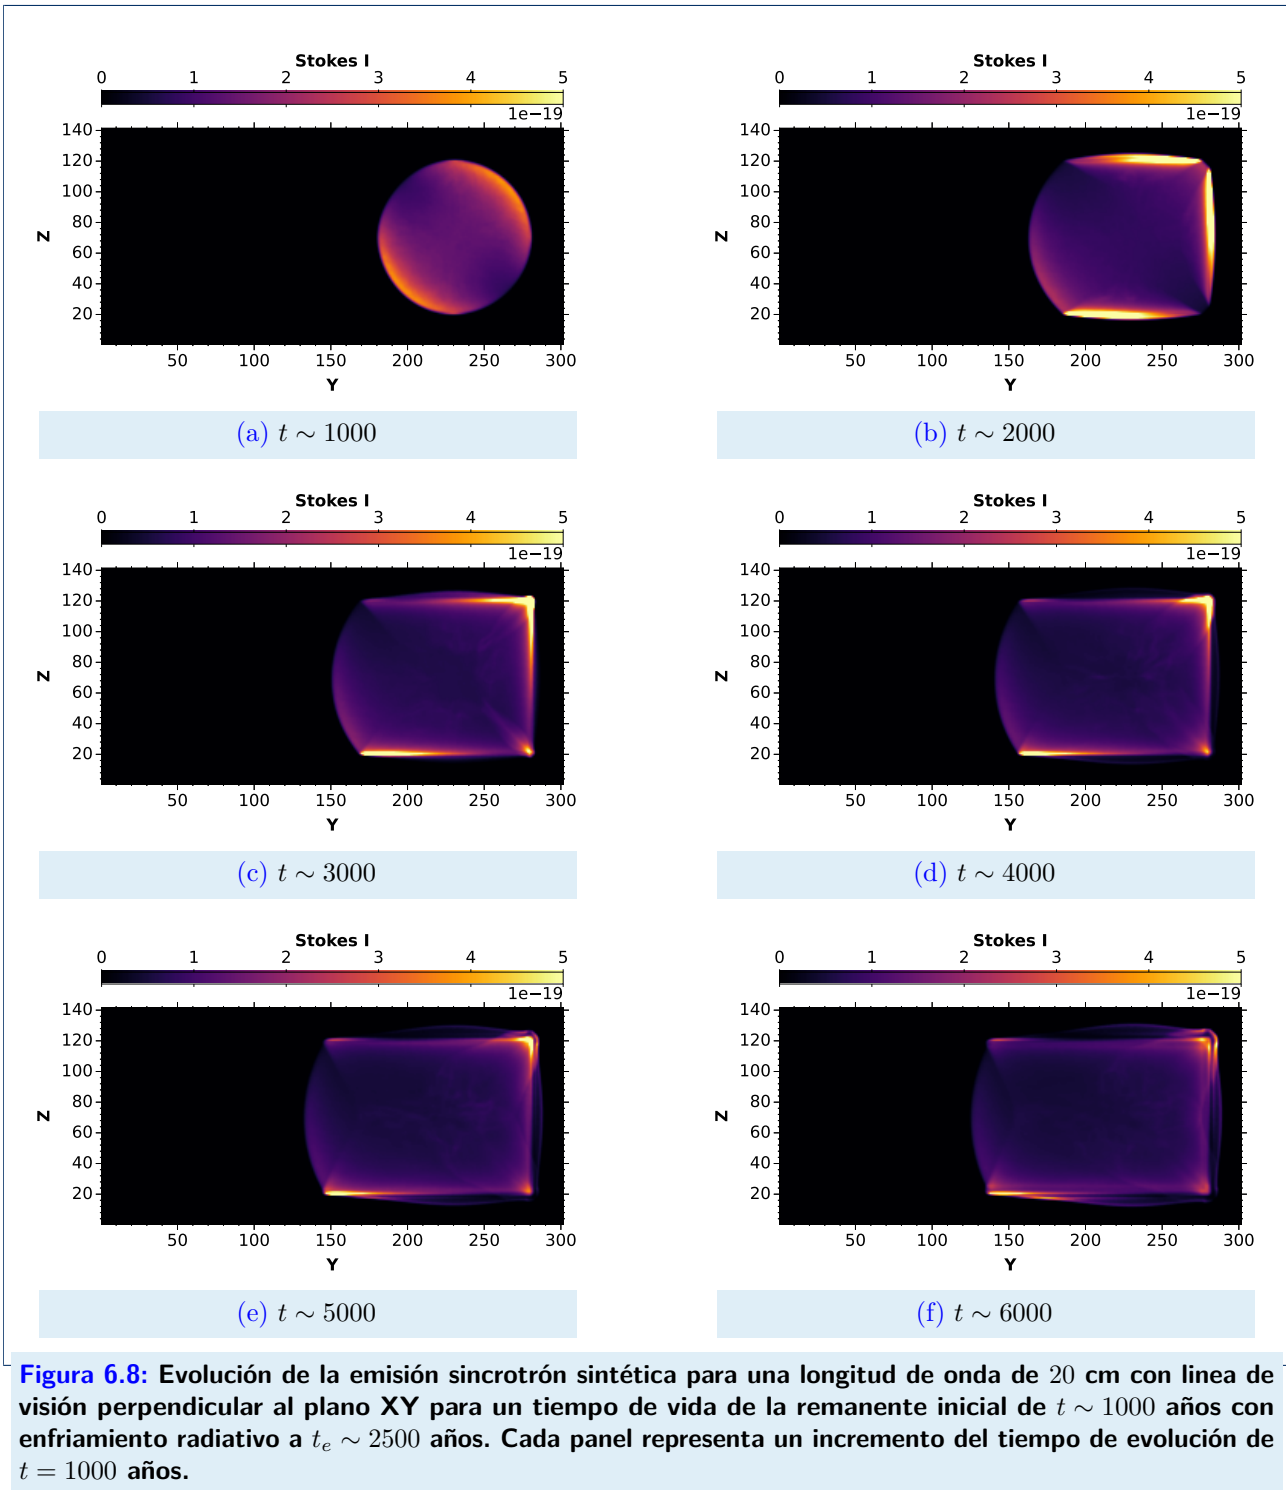 Stokes I
0 1 2 3 4 5
1e−19
140
120
100
80
60
40
20
Z
50 100 150 200 250 300
Y
(a) t ∼ 1000
Stokes I
0 1 2 3 4 5
1e−19
140
120
100
80
60
40
20
Z
50 100 150 200 250 300
Y
(b) t ∼ 2000
Stokes I
0 1 2 3 4 5
1e−19
140
120
100
80
60
40
20
Z
50 100 150 200 250 300
Y
(c) t ∼ 3000
Stokes I
0 1 2 3 4 5
1e−19
140
120
100
80
60
40
20
Z
50 100 150 200 250 300
Y
(d) t ∼ 4000
Stokes I
0 1 2 3 4 5
1e−19
140
120
100
80
60
40
20
Z
50 100 150 200 250 300
Y
(e) t ∼ 5000
Stokes I
0 1 2 3 4 5
1e−19
140
120
100
80
60
40
20
Z
50 100 150 200 250 300
Y
(f) t ∼ 6000
Figura 6.8: Evolución de la emisión sincrotrón sintética para una longitud de onda de 20 cm con linea de
visión perpendicular al plano XY para un tiempo de vida de la remanente inicial de t ∼ 1000 años con
enfriamiento radiativo a t_e ∼ 2500 años. Cada panel representa un incremento del tiempo de evolución de
t = 1000 años.